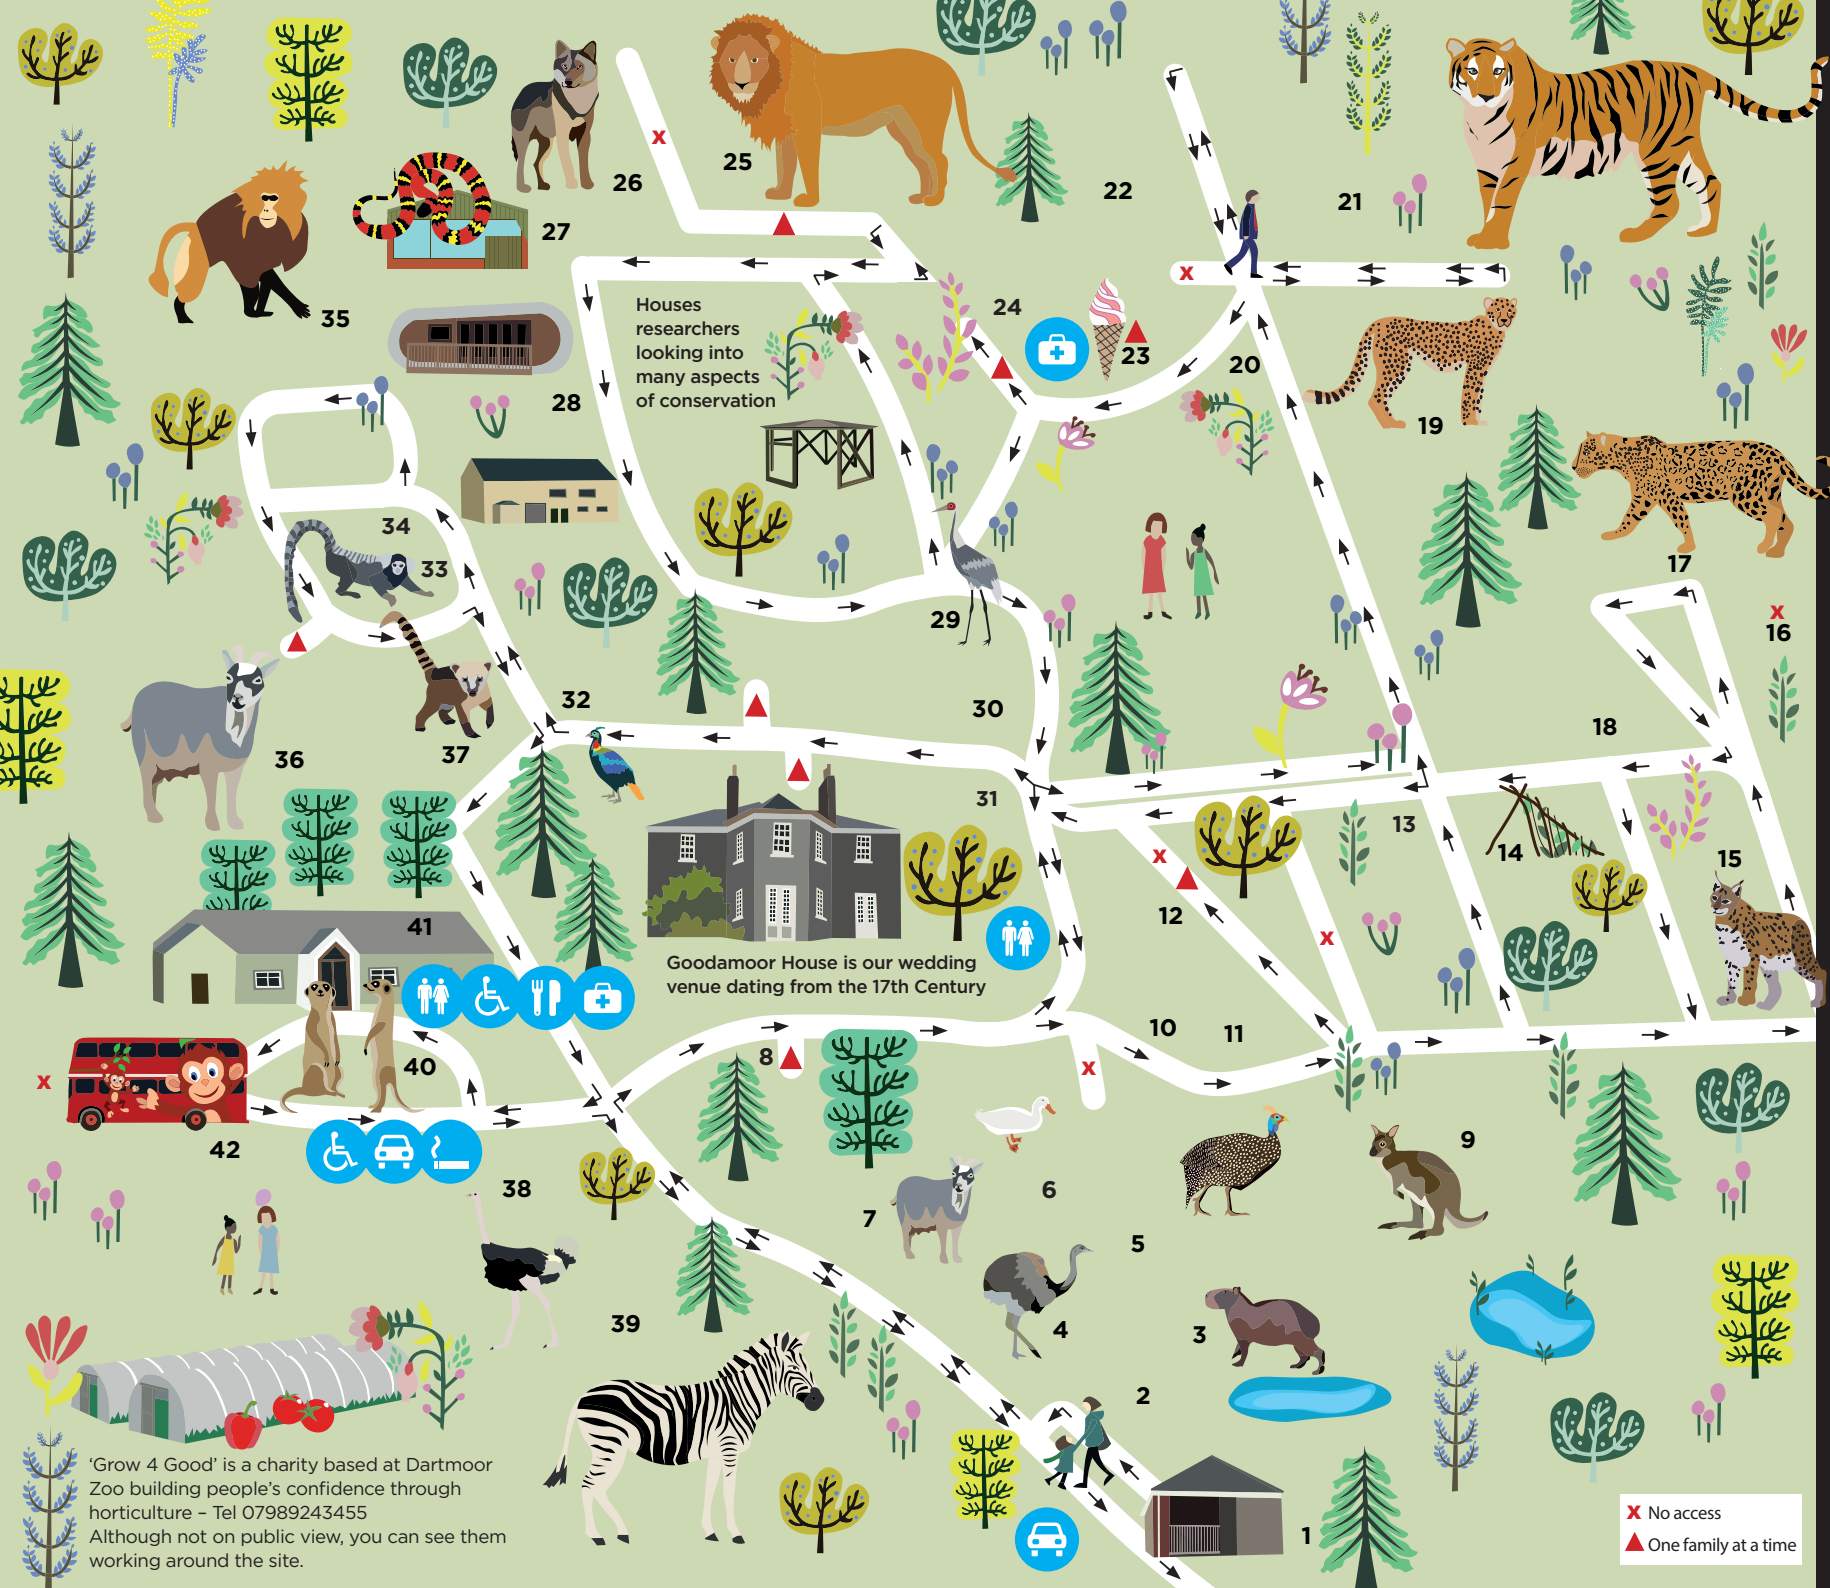 x
25
26
22
21
27
x
35
Houses
researchers
looking into
many aspects
of conservation
24
23
20
28
19
34
33
17
29
x
16
32
30
18
36
37
31
13
14
15
x
12
x
41
Goodamoor House is our wedding
venue dating from the 17th Century
10
11
8
40
x
x
42
9
38
6
7
5
39
4
3
2
'Grow 4 Good' is a charity based at Dartmoor
Zoo building people's confidence through
horticulture – Tel 07989243455
Although not on public view, you can see them
working around the site.
1
x No access
One family at a time